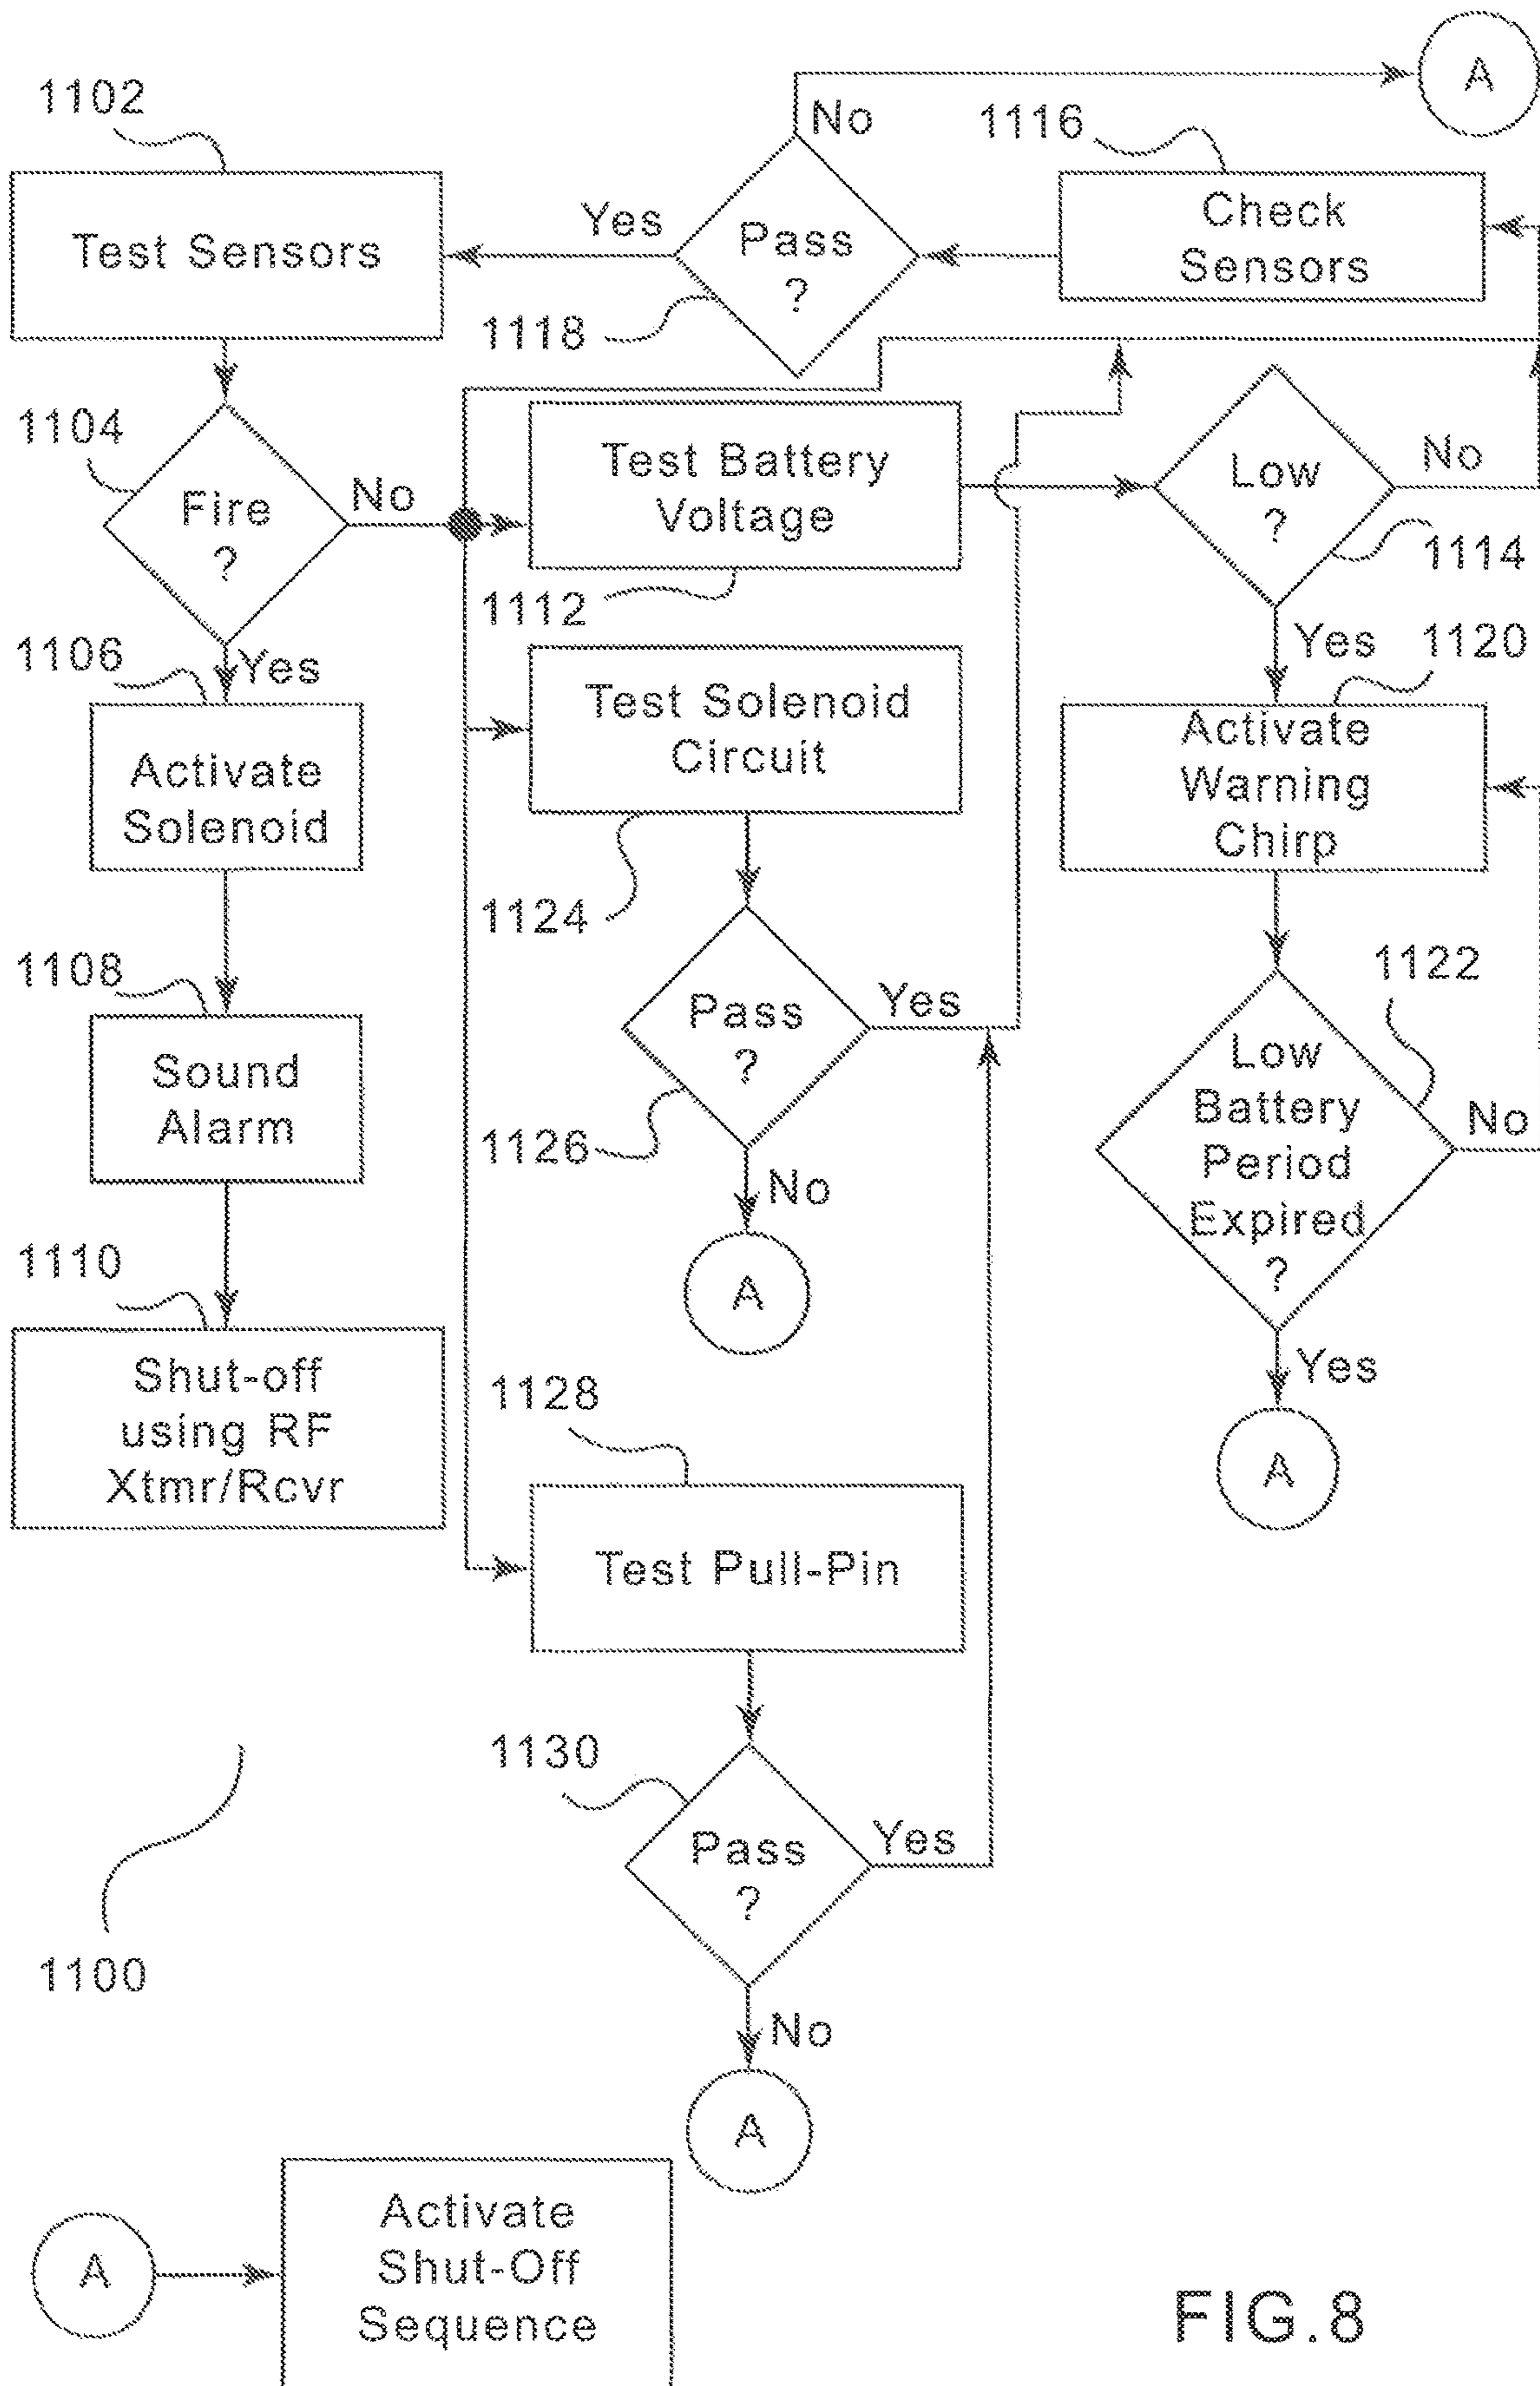 A
1102
No
1116
Test Sensors
Yes
Pass
?
Check
Sensors
1118
1104
Fire
?
No
Test Battery
Voltage
Low
?
No
1112
1114
1106
Yes
Yes
1120
Activate
Solenoid
Test Solenoid
Circuit
Activate
Warning
Chirp
1124
1108
Sound
Alarm
Pass
?
Yes
1122
1126
No
Low
Battery
Period
Expired
?
No
1110
A
Shut-off
using RF
Xtmr/Rcvr
Yes
1128
A
Test Pull-Pin
1130
Pass
?
Yes
1100
No
A
A
Activate
Shut-Off
Sequence
FIG.8